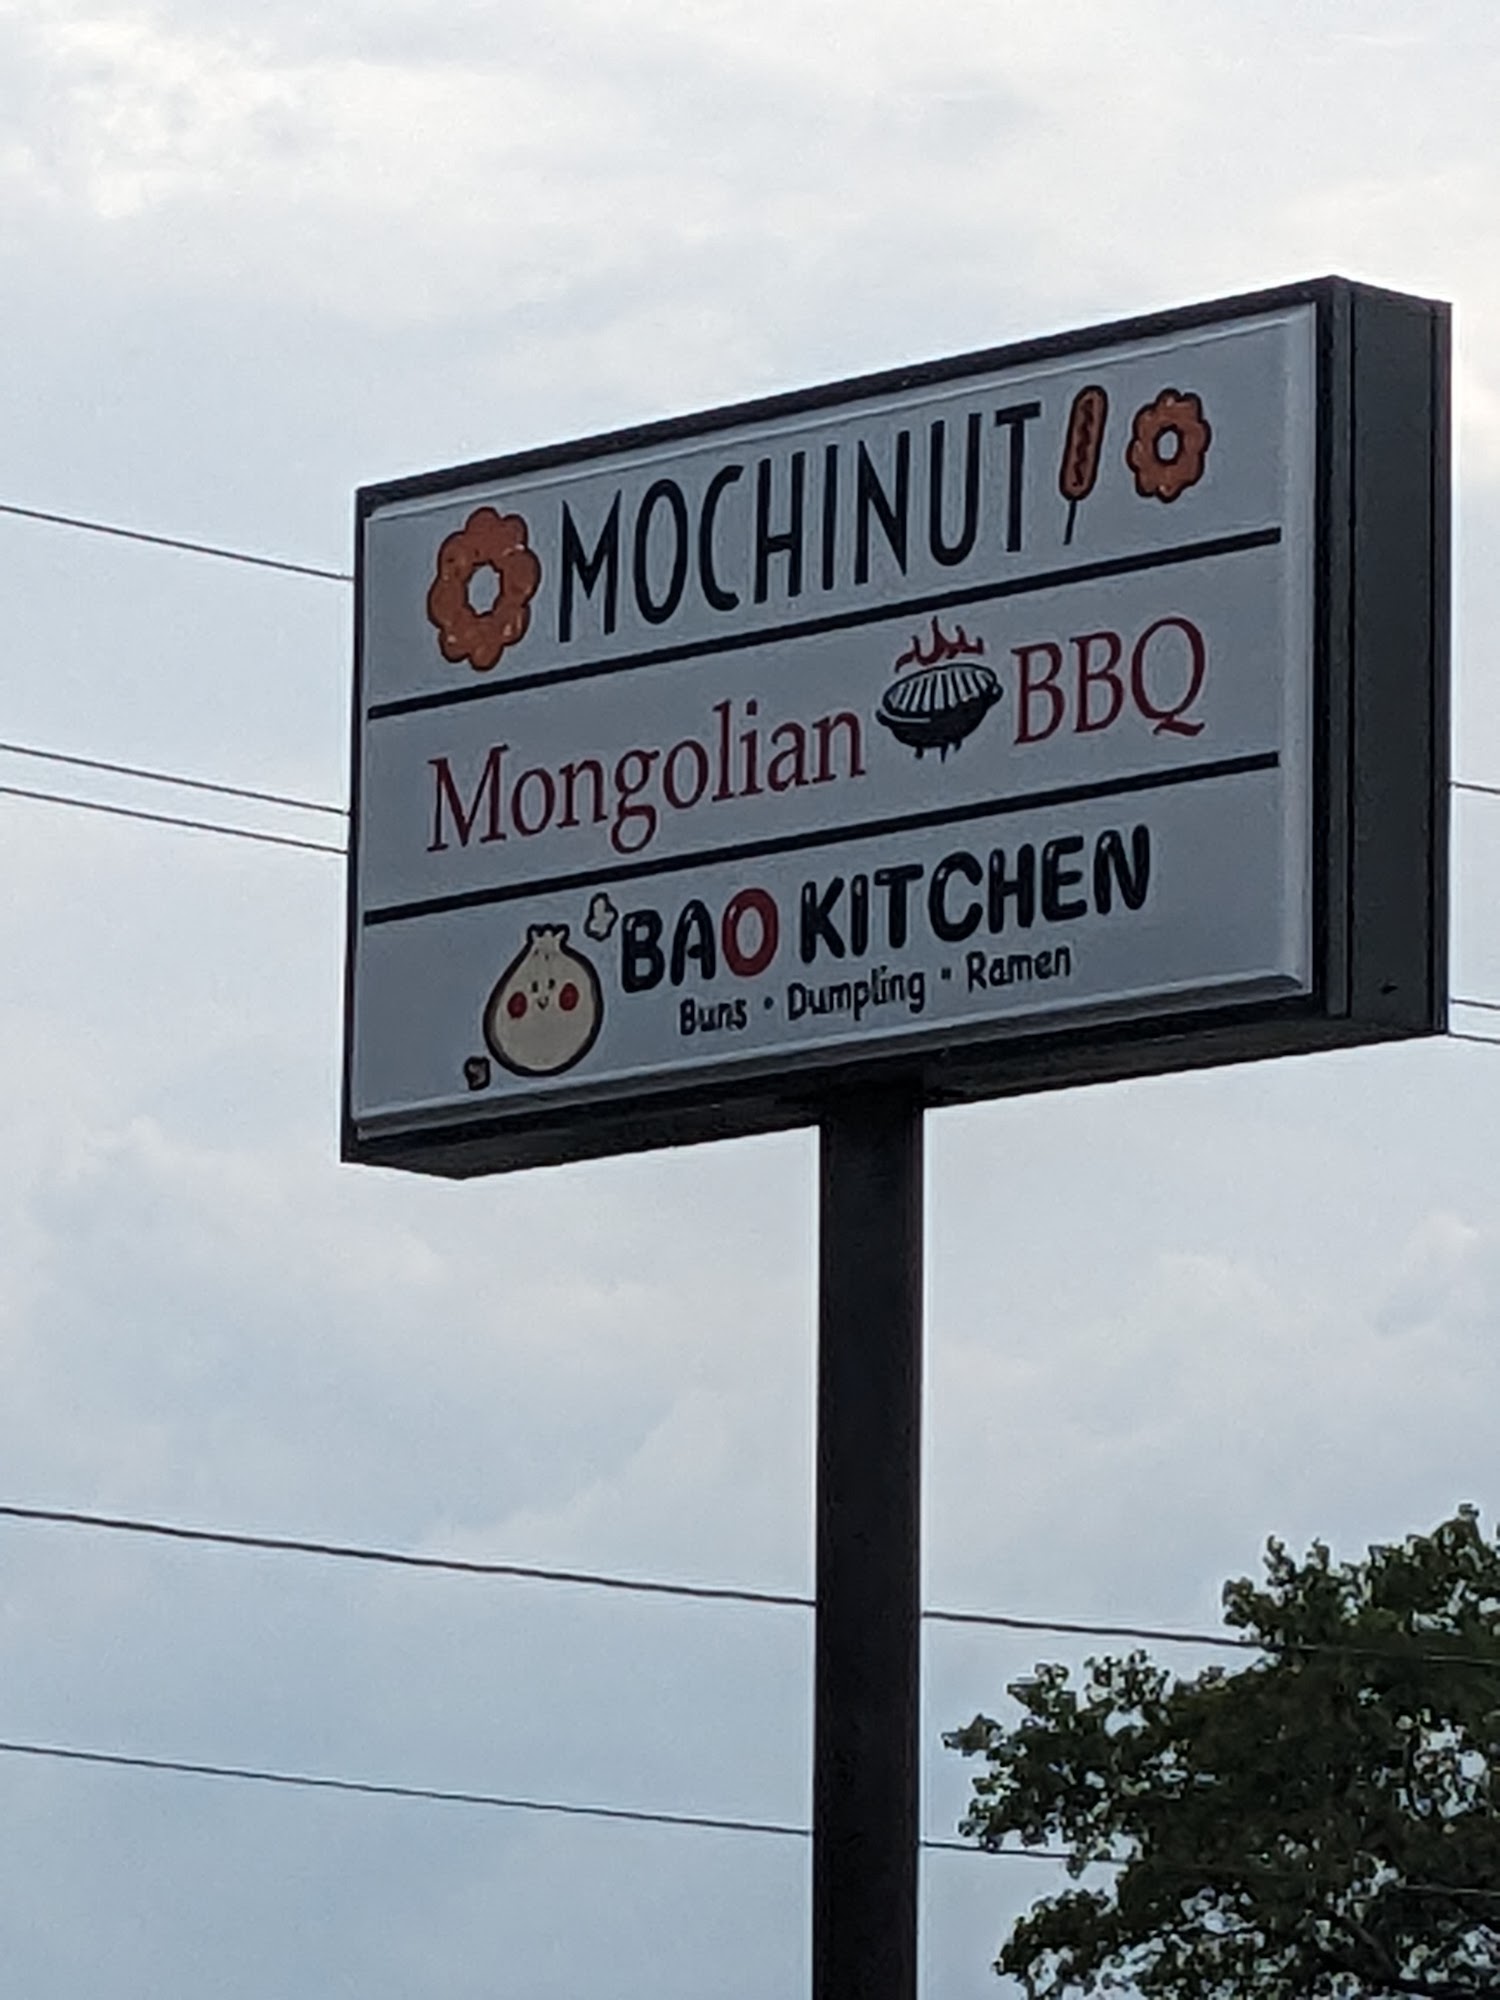 MOCHINUT
Mongolian BBQ
BAO KITCHEN
Buns • Dumpling • Ramen